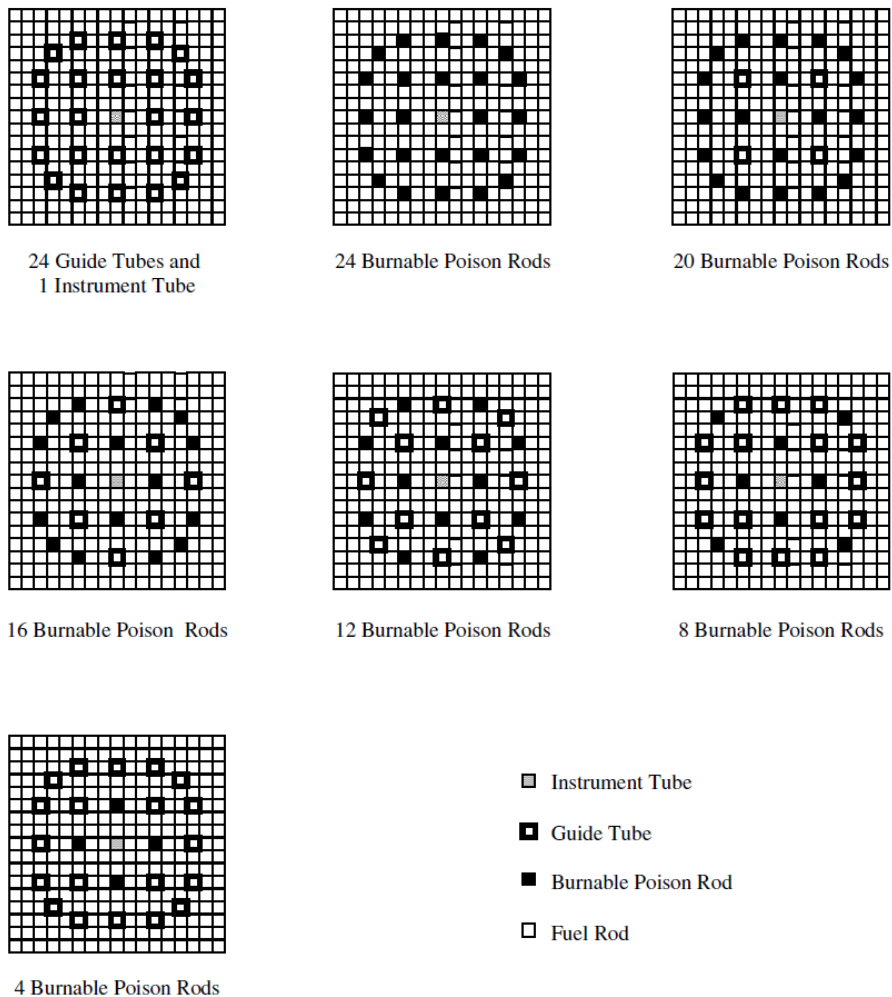 24 Guide Tubes and
1 Instrument Tube
24 Burnable Poison Rods
20 Burnable Poison Rods
16 Burnable Poison Rods
12 Burnable Poison Rods
8 Burnable Poison Rods
4 Burnable Poison Rods
Instrument Tube
Guide Tube
Burnable Poison Rod
Fuel Rod